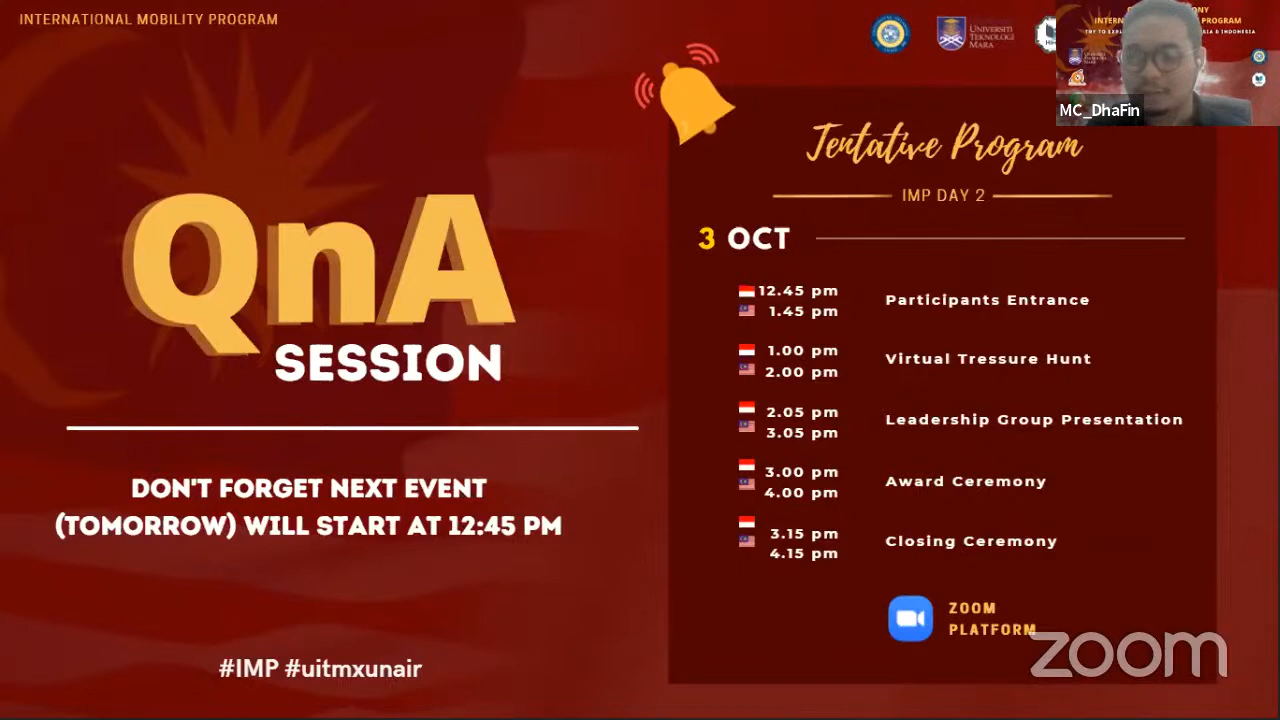 INTERNATIONAL MOBILITY PROGRAM
UNIVERSITI
TEKNOLOGI
MARA
MC_DhaFin
QnA
SESSION
DON'T FORGET NEXT EVENT
(TOMORROW) WILL START AT 12:45 PM
#IMP #uitmxunair
Tentative Program
IMP DAY 2
3 OCT
12.45 pm
1.45 pm
Participants Entrance
1.00 pm
2.00 pm
Virtual Tressure Hunt
2.05 pm
3.05 pm
Leadership Group Presentation
3.00 pm
4.00 pm
Award Ceremony
3.15 pm
4.15 pm
Closing Ceremony
ZOOM
PLATFORM
zoom